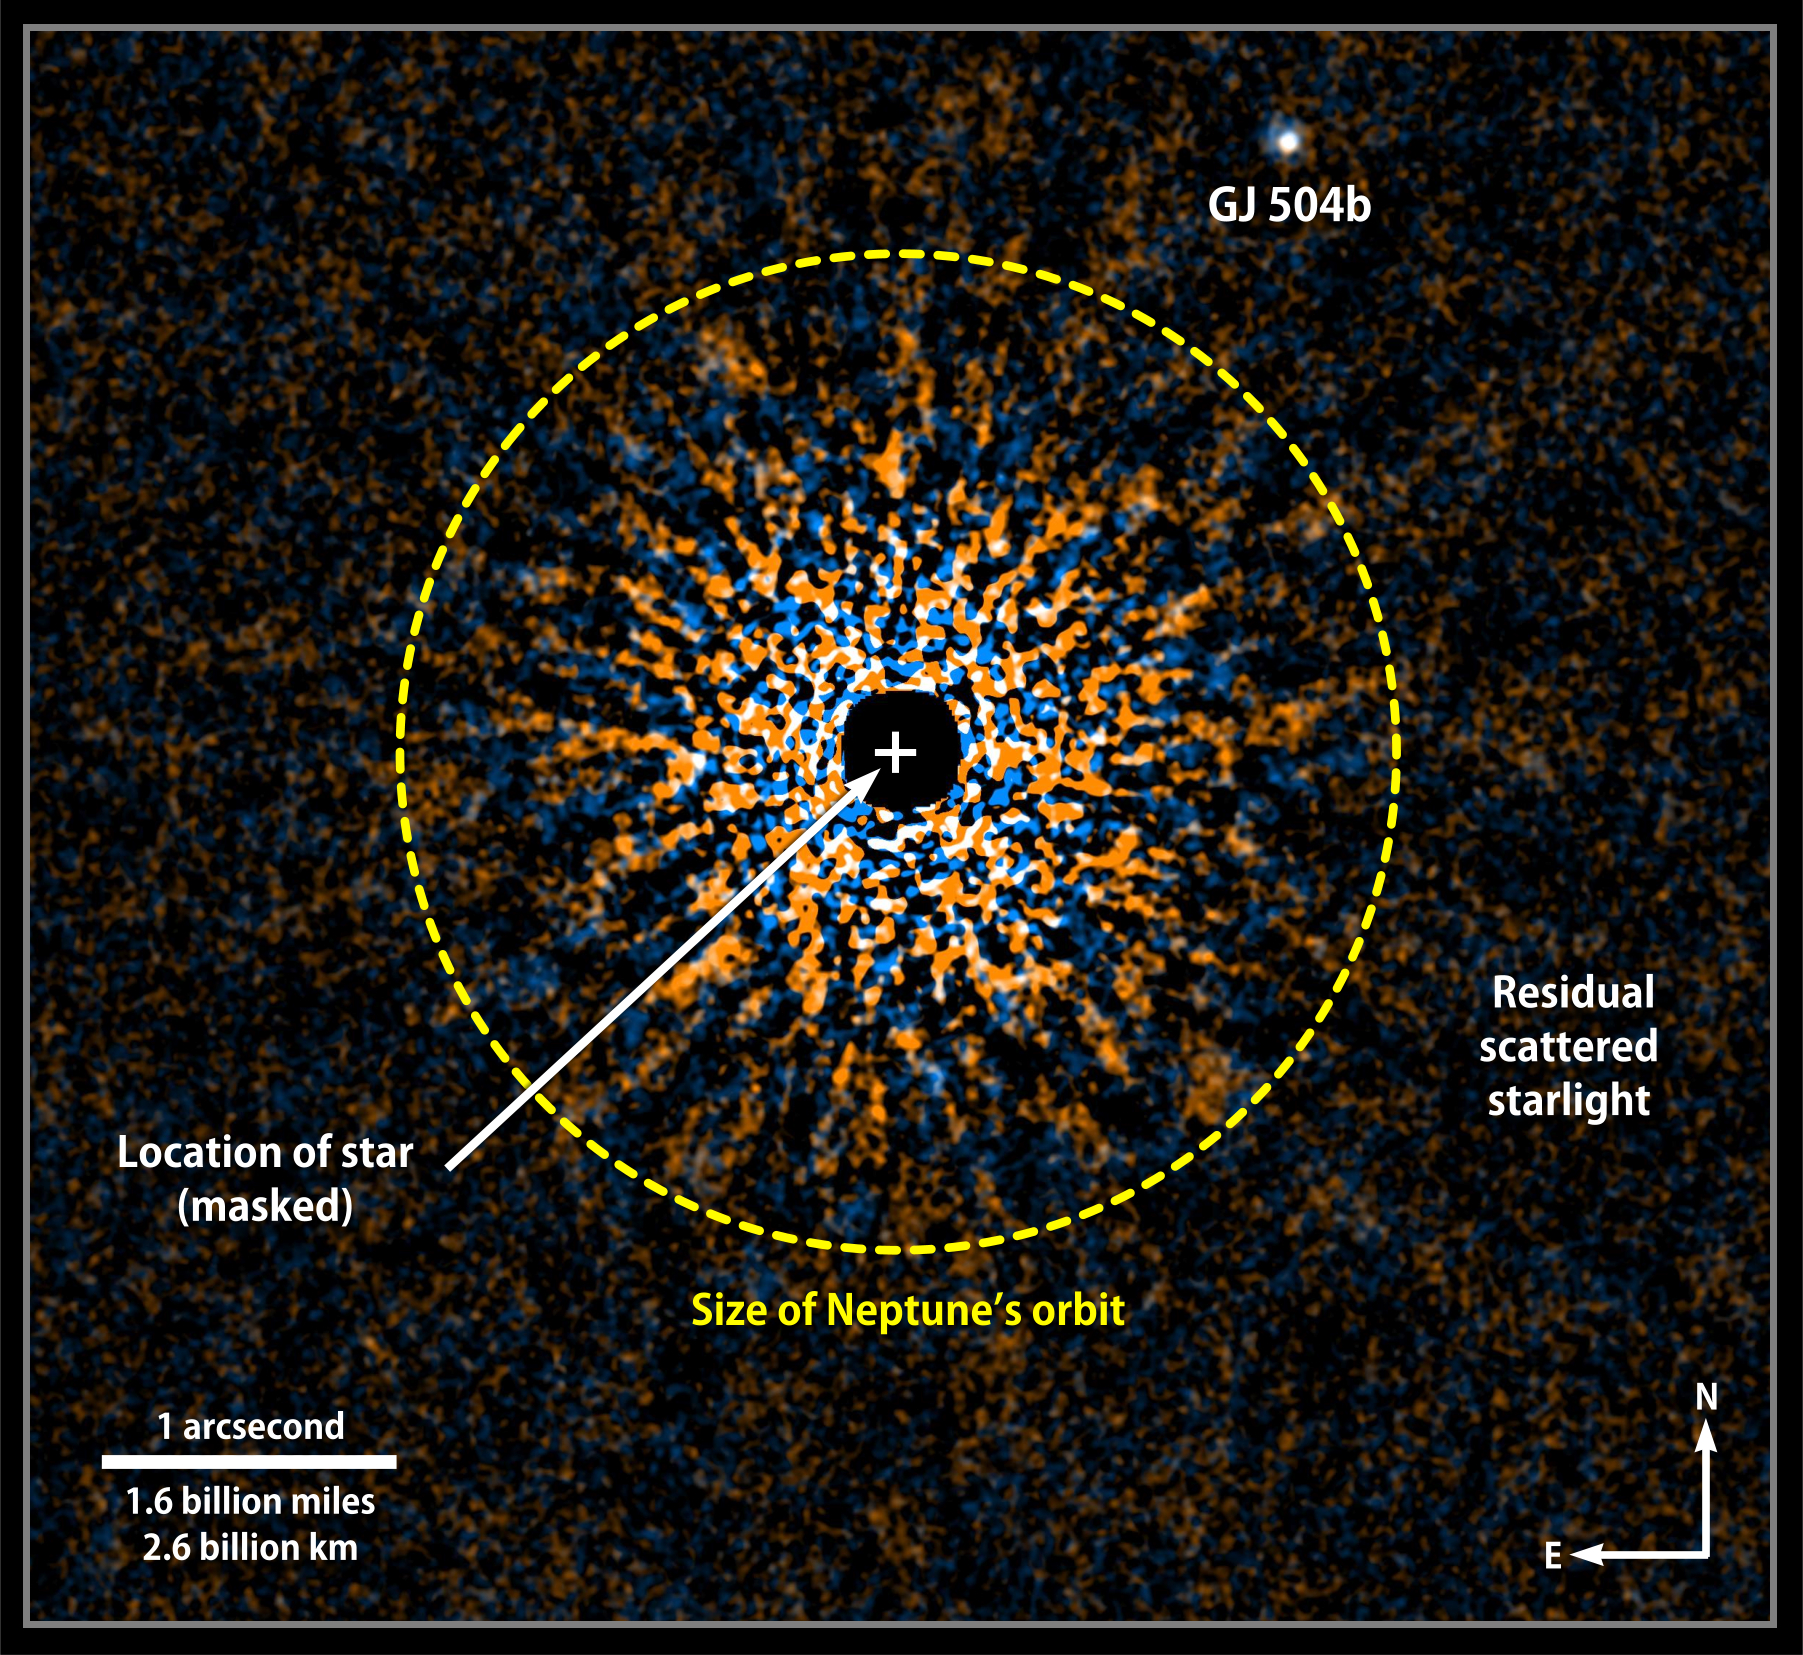 GJ 504b
Residual
scattered
starlight
Location of star
(masked)
Size of Neptune’s orbit
1 arcsecond
1.6 billion miles
2.6 billion km
N
E